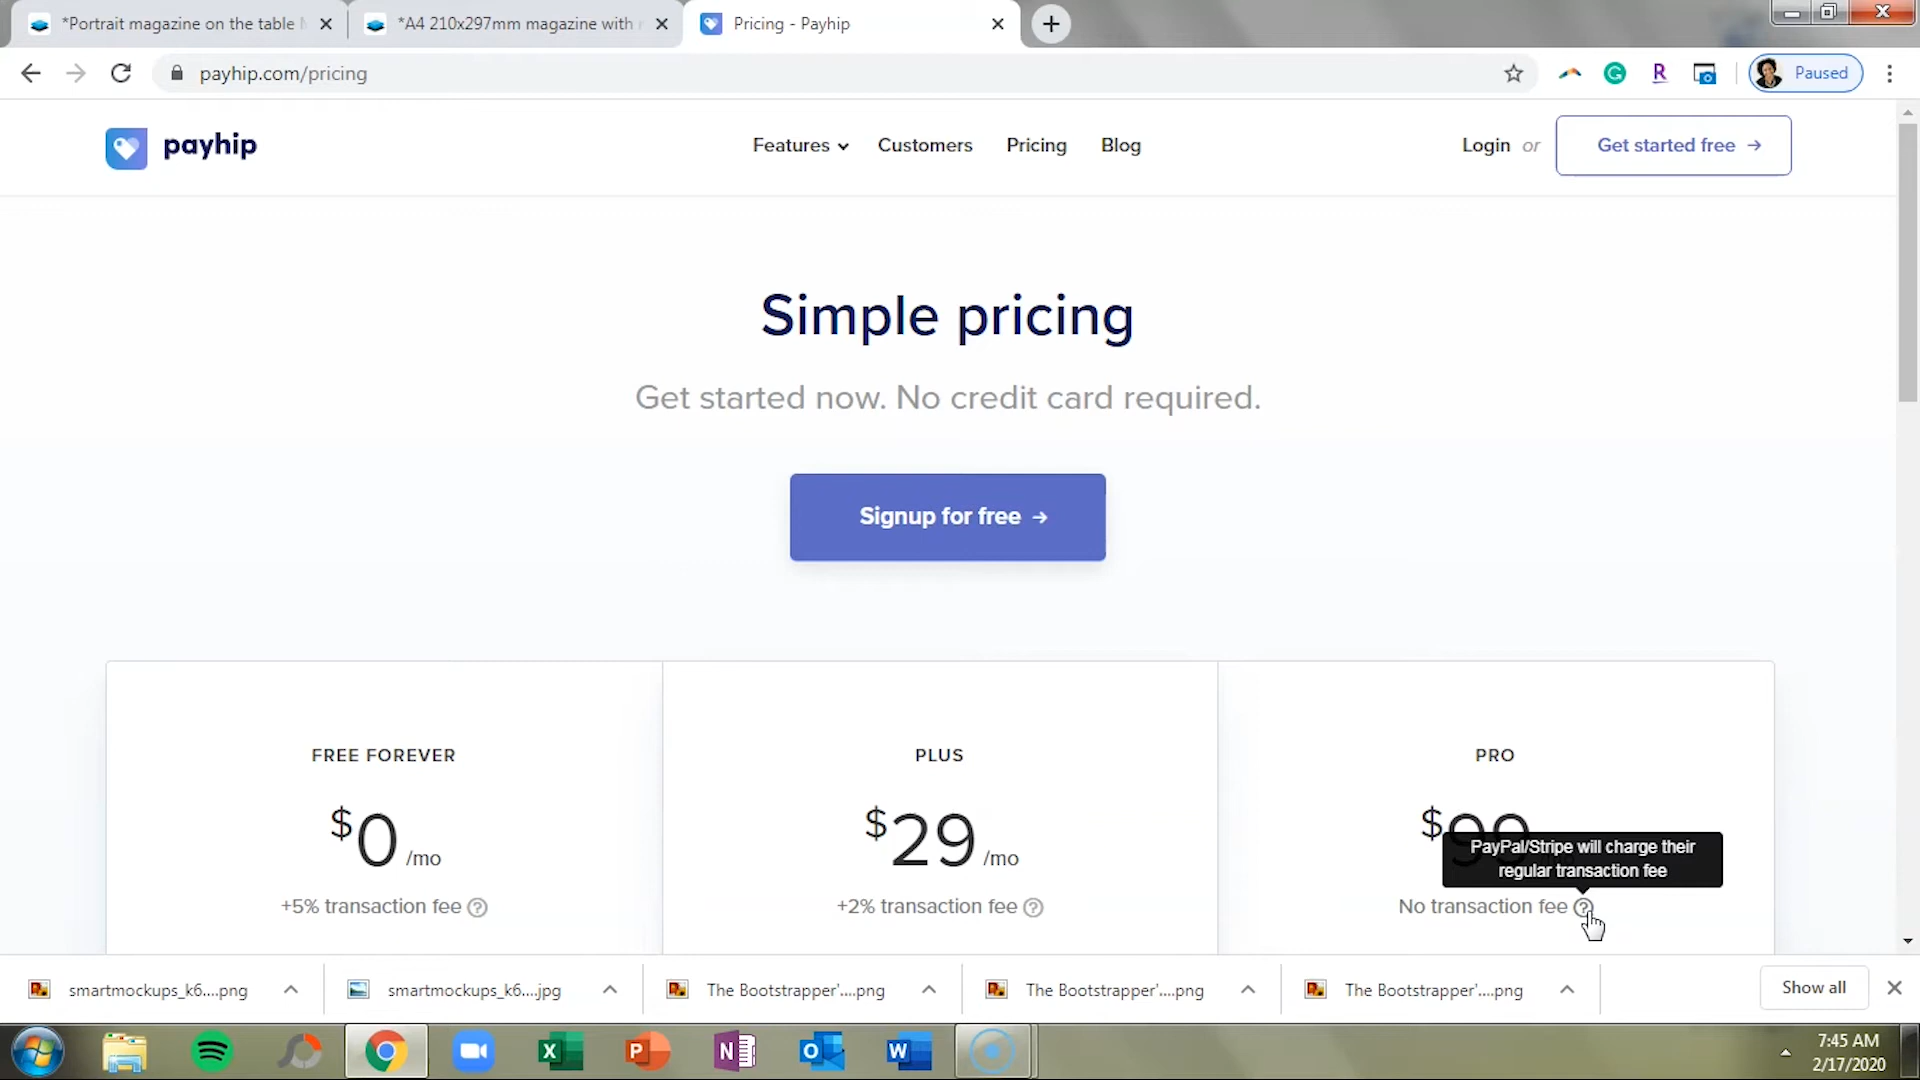 *Portrait magazine on the table
*A4 210x297mm magazine with
Pricing - Payhip
payhip.com/pricing
Paused
payhip
Features
Customers
Pricing
Blog
Login or
Get started free →
Simple pricing
Get started now. No credit card required.
Signup for free →
FREE FOREVER
$0 /mo
+5% transaction fee ?
PLUS
$29 /mo
+2% transaction fee ?
PRO
$99
PayPal/Stripe will charge their
regular transaction fee
No transaction fee ?
smartmockups_k6....png
smartmockups_k6....jpg
The Bootstrapper'....png
The Bootstrapper'....png
The Bootstrapper'....png
Show all
7:45 AM
2/17/2020